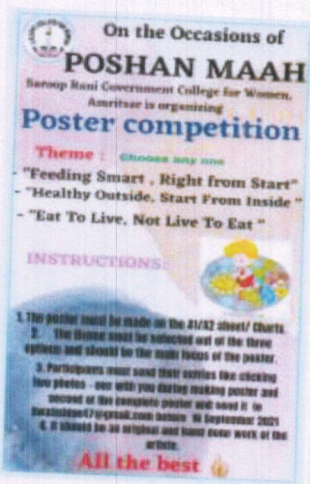 On the Occasions of
POSHAN MAAH
Saroop Rani Government College for Women,
Amritsar is organizing
Poster competition
Theme : Choose any one
- "Feeding Smart , Right from Start"
- "Healthy Outside, Start From Inside "
- "Eat To Live, Not Live To Eat "
INSTRUCTIONS:
1. The poster must be made on the A1/A2 sheet/ Charts
2. The theme must be selected out of the three
options and should be the main focus of the poster.
3. Participants must send their entries like clicking
two photos - one with you during making poster and
second of the complete poster and send it to
before 16 September 2021
4. It should be an original and hand done work of the
artist.
All the best